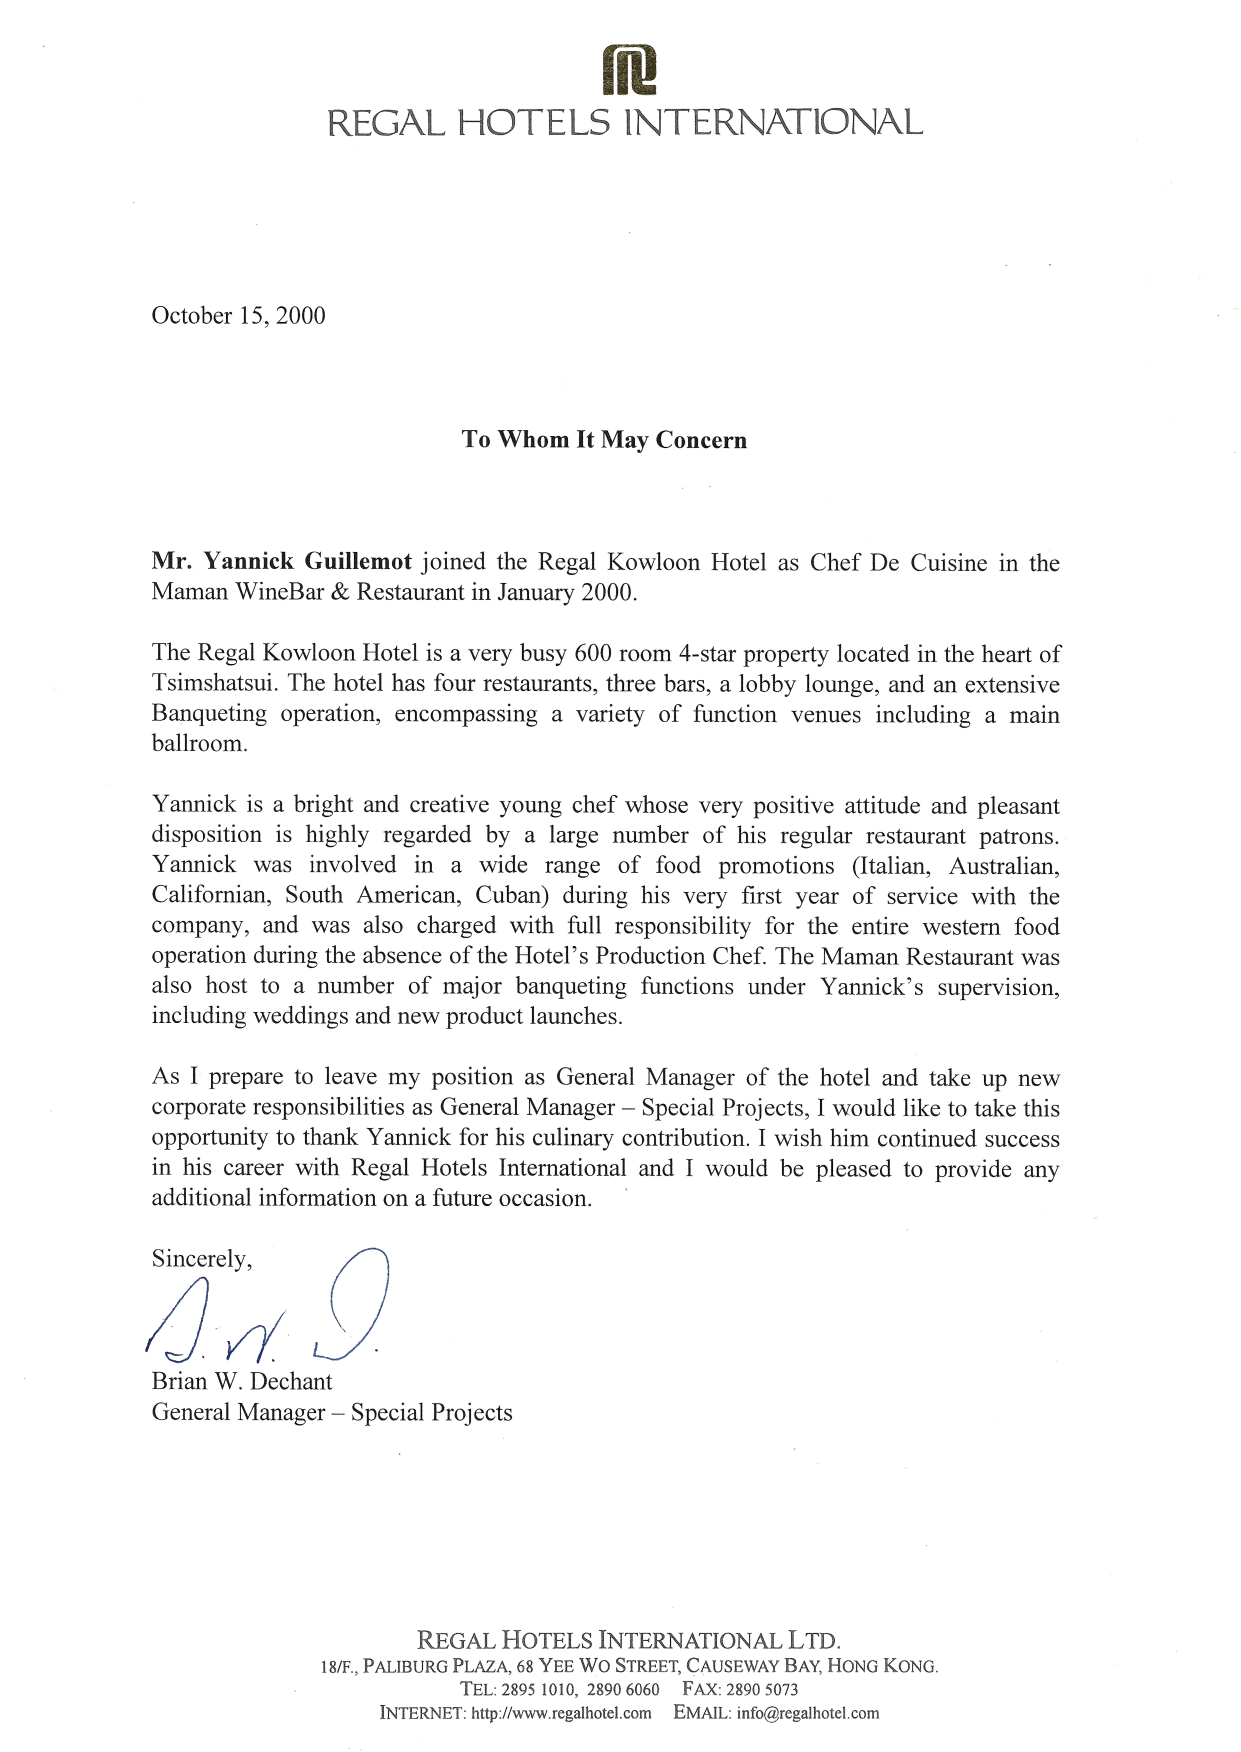 REGAL HOTELS INTERNATIONAL
October 15, 2000
To Whom It May Concern
Mr. Yannick Guillemot joined the Regal Kowloon Hotel as Chef De Cuisine in the
Maman WineBar & Restaurant in January 2000.
The Regal Kowloon Hotel is a very busy 600 room 4-star property located in the heart of
Tsimshatsui. The hotel has four restaurants, three bars, a lobby lounge, and an extensive
Banqueting operation, encompassing a variety of function venues including a main
ballroom.
Yannick is a bright and creative young chef whose very positive attitude and pleasant
disposition is highly regarded by a large number of his regular restaurant patrons.
Yannick was involved in a wide range of food promotions (Italian, Australian,
Californian, South American, Cuban) during his very first year of service with the
company, and was also charged with full responsibility for the entire western food
operation during the absence of the Hotel’s Production Chef. The Maman Restaurant was
also host to a number of major banqueting functions under Yannick’s supervision,
including weddings and new product launches.
As I prepare to leave my position as General Manager of the hotel and take up new
corporate responsibilities as General Manager – Special Projects, I would like to take this
opportunity to thank Yannick for his culinary contribution. I wish him continued success
in his career with Regal Hotels International and I would be pleased to provide any
additional information on a future occasion.
Sincerely,
Brian W. Dechant
General Manager – Special Projects
REGAL HOTELS INTERNATIONAL LTD.
18/F., PALIBURG PLAZA, 68 YEE WO STREET, CAUSEWAY BAY, HONG KONG.
TEL: 2895 1010, 2890 6060 FAX: 2890 5073
INTERNET: http://www.regalhotel.com EMAIL: info@regalhotel.com